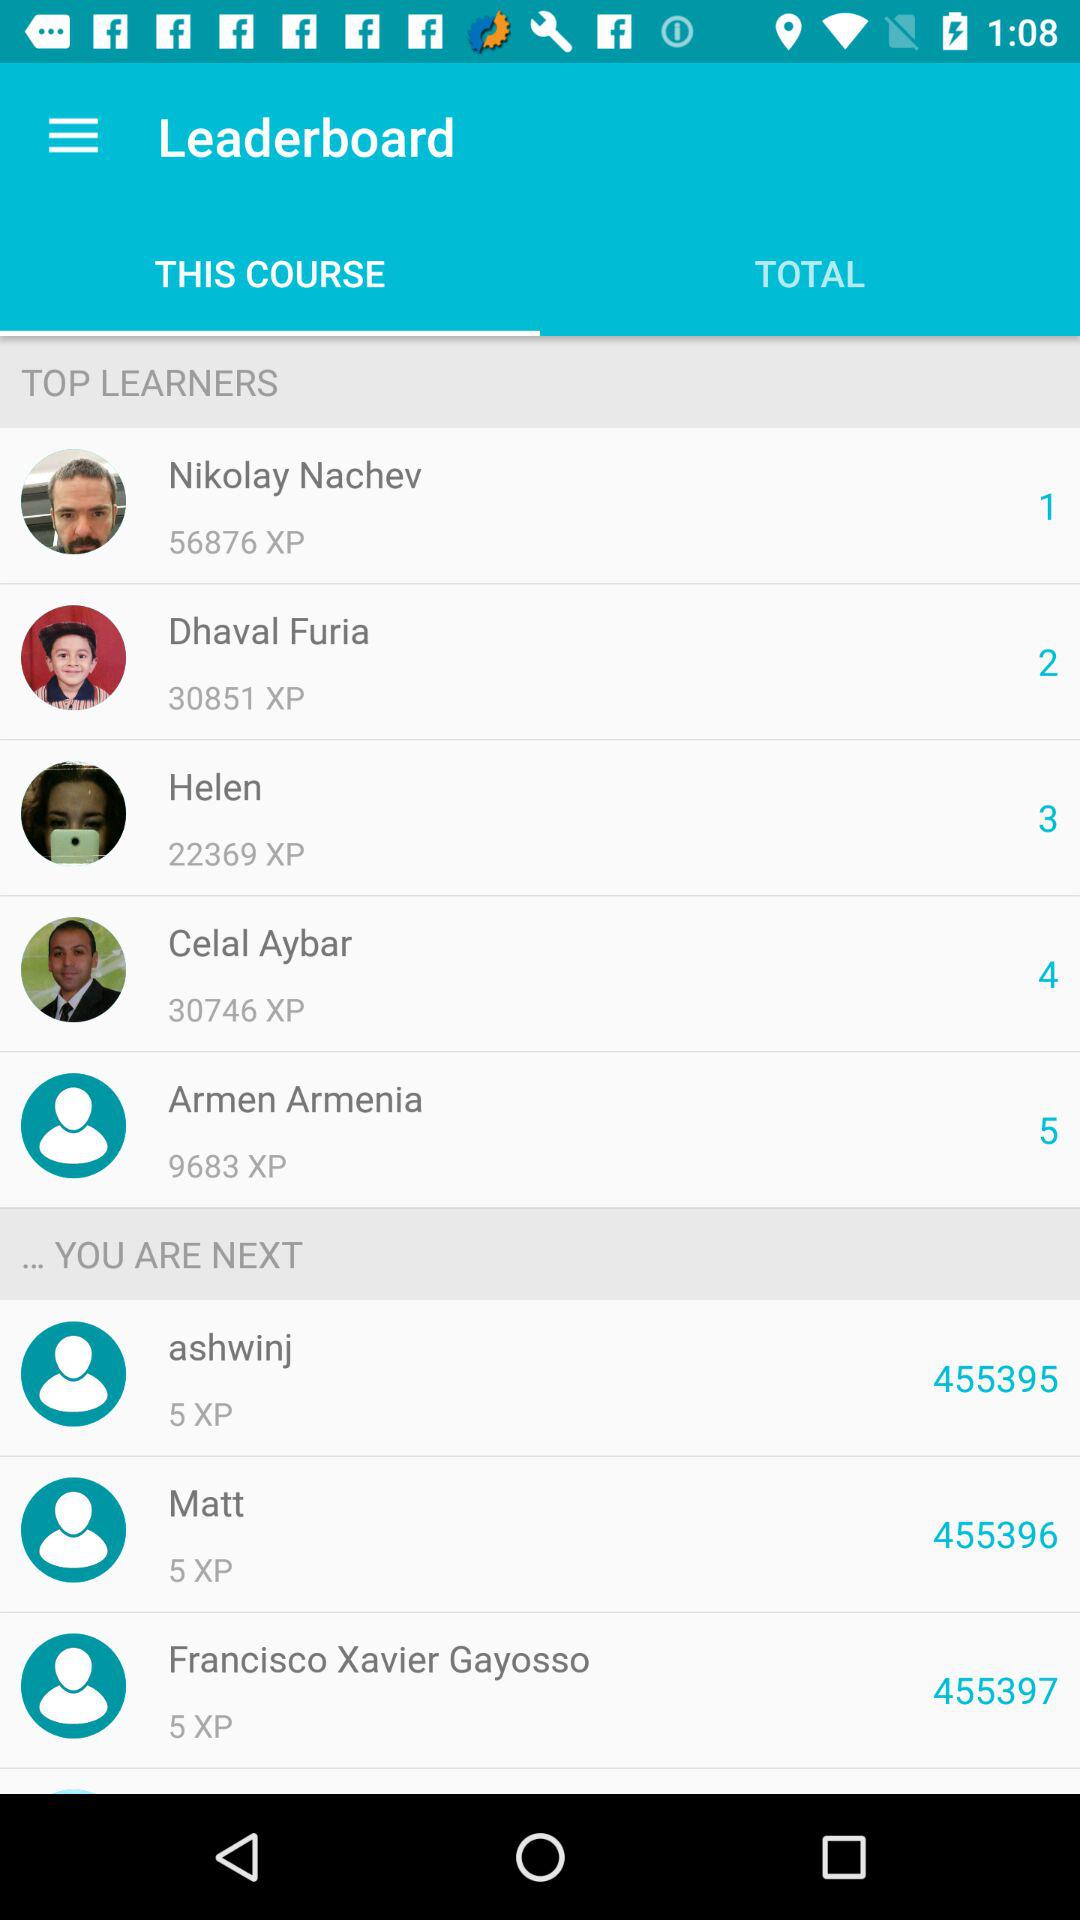 1:08
Leaderboard
THIS COURSE
TOTAL
TOP LEARNERS
Nikolay Nachev
56876 XP
1
Dhaval Furia
30851 XP
2
Helen
22369 XP
3
Celal Aybar
30746 XP
4
Armen Armenia
9683 XP
5
... YOU ARE NEXT
ashwinj
5 XP
455395
Matt
5 XP
455396
Francisco Xavier Gayosso
5 XP
455397